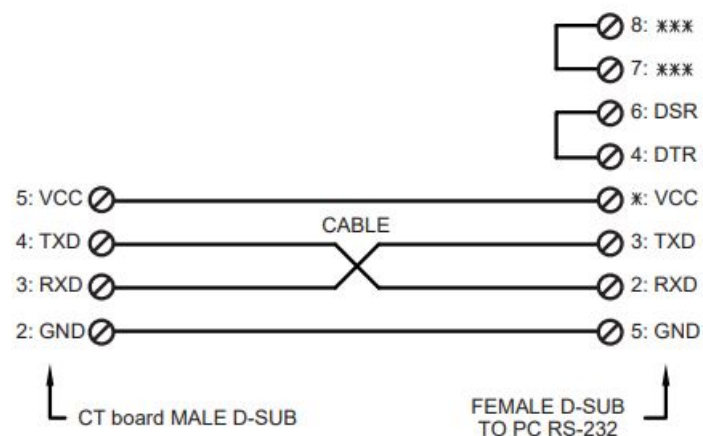 8: ***
7: ***
6: DSR
4: DTR
5: VCC
*: VCC
CABLE
4: TXD
3: TXD
3: RXD
2: RXD
2: GND
5: GND
CT board MALE D-SUB
FEMALE D-SUB
TO PC RS-232